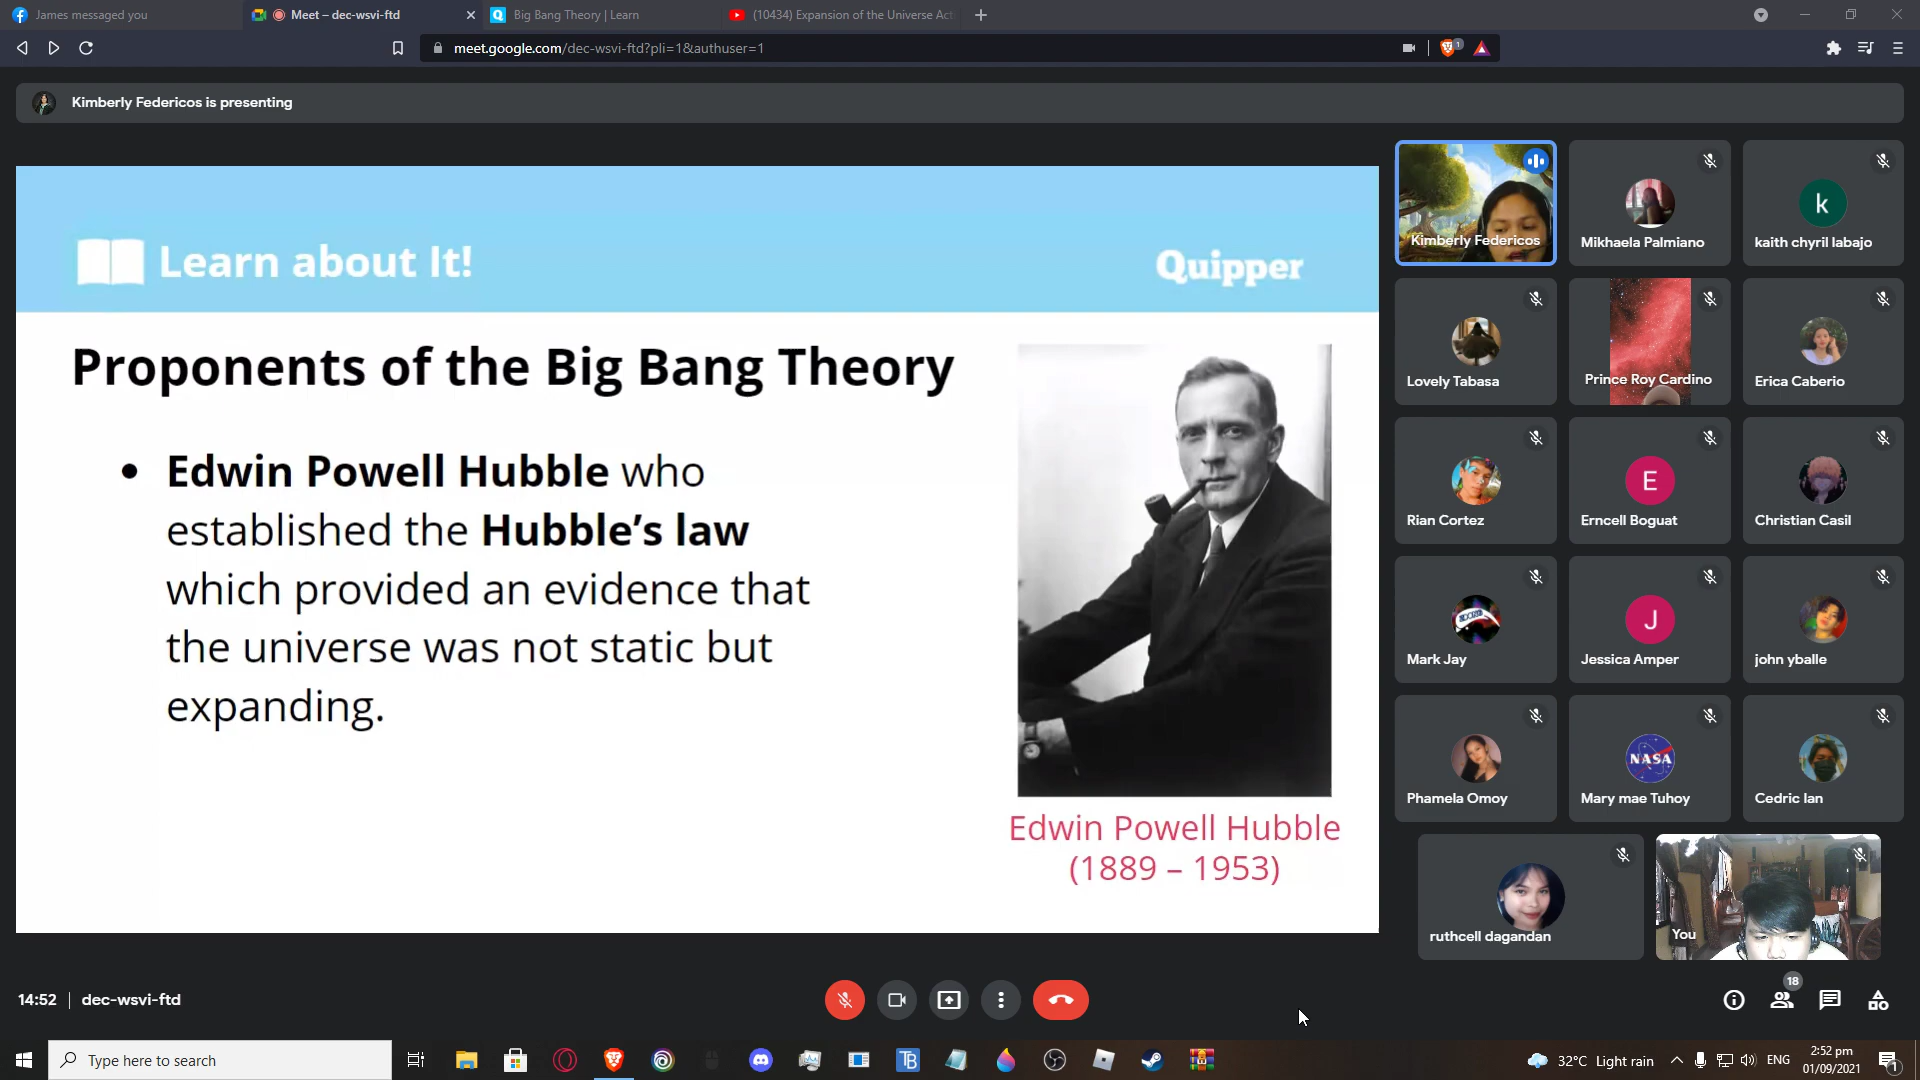 James messaged you
Meet – dec-wsvi-ftd
Big Bang Theory | Learn
(10434) Expansion of the Universe Act
meet.google.com/dec-wsvi-ftd?pli=1&authuser=1
1
Kimberly Federicos is presenting
Learn about It!
Quipper
Proponents of the Big Bang Theory
• Edwin Powell Hubble who
established the Hubble’s law
which provided an evidence that
the universe was not static but
expanding.
Edwin Powell Hubble
(1889 – 1953)
Kimberly Federicos
Mikhaela Palmiano
k
kaith chyril labajo
Lovely Tabasa
Prince Roy Cardino
Erica Caberio
Rian Cortez
E
Erncell Boguat
Christian Casil
Mark Jay
J
Jessica Amper
john yballe
Phamela Omoy
NASA
Mary mae Tuhoy
Cedric Ian
ruthcell dagandan
You
14:52 | dec-wsvi-ftd
18
Type here to search
TB
32°C Light rain
ENG
2:52 pm
01/09/2021
1